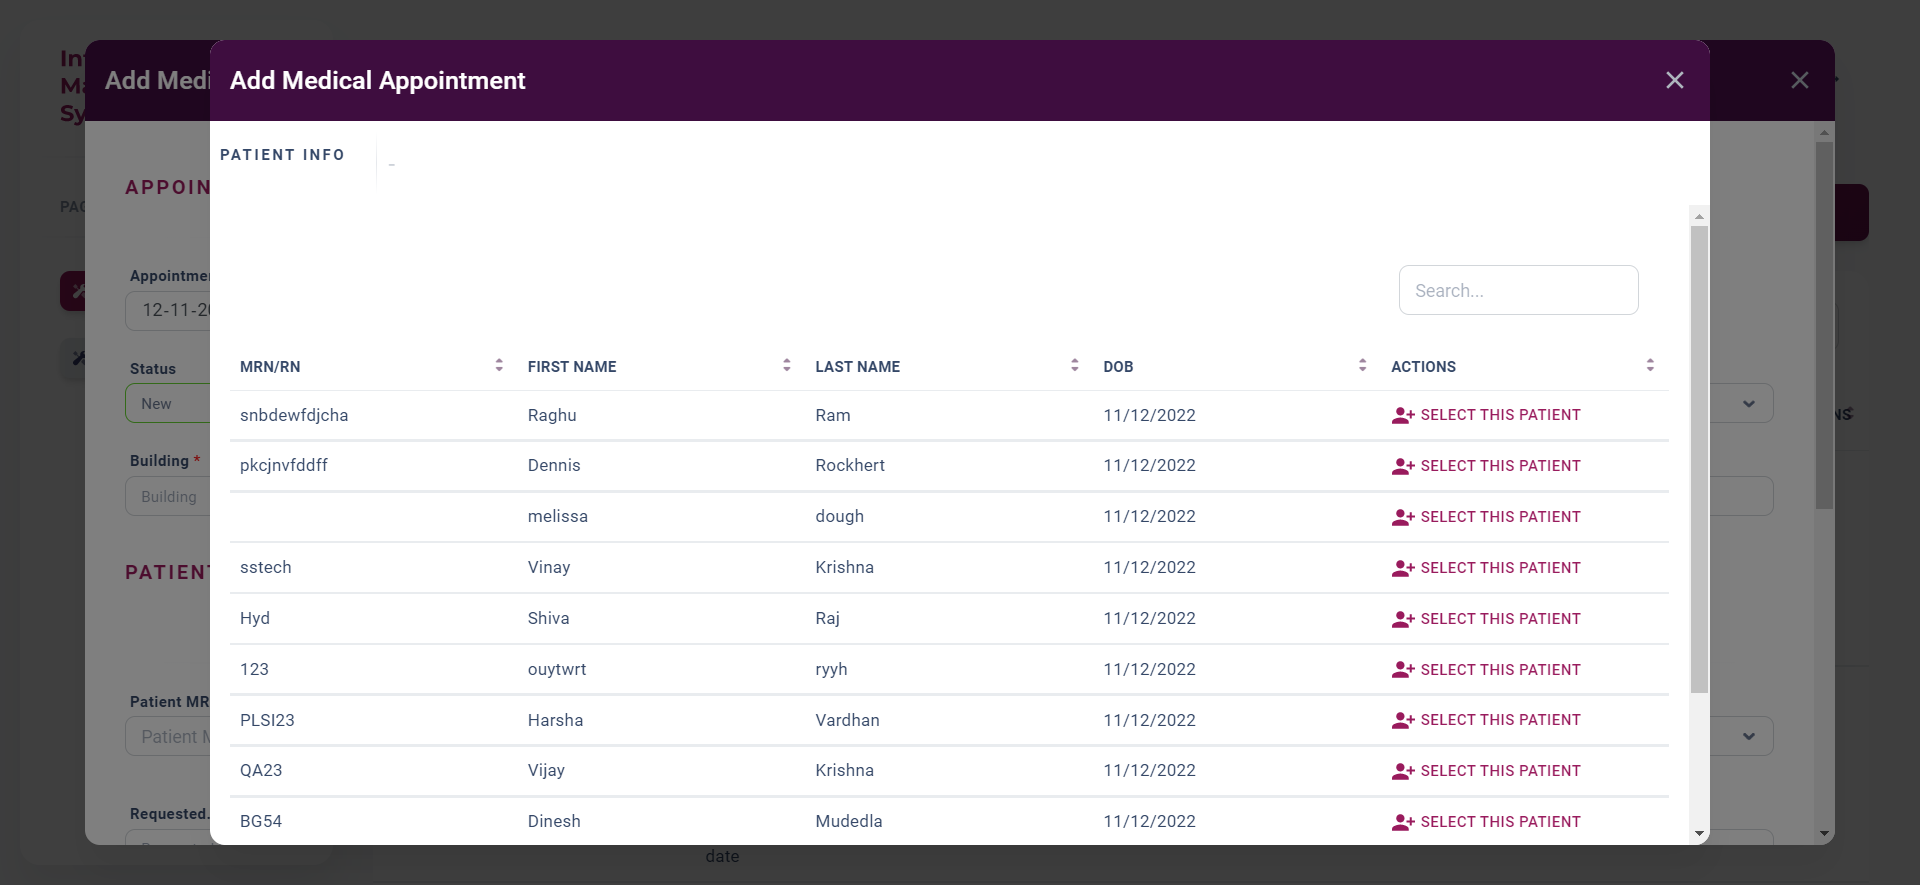 Add Medical Appointment
PATIENT INFO
-
Search...
MRN/RN FIRST NAME LAST NAME DOB ACTIONS
snbdewfdjcha Raghu Ram 11/12/2022 SELECT THIS PATIENT
pkcjnvfddff Dennis Rockhert 11/12/2022 SELECT THIS PATIENT
melissa dough 11/12/2022 SELECT THIS PATIENT
sstech Vinay Krishna 11/12/2022 SELECT THIS PATIENT
Hyd Shiva Raj 11/12/2022 SELECT THIS PATIENT
123 ouytwrt ryyh 11/12/2022 SELECT THIS PATIENT
PLSI23 Harsha Vardhan 11/12/2022 SELECT THIS PATIENT
QA23 Vijay Krishna 11/12/2022 SELECT THIS PATIENT
BG54 Dinesh Mudedla 11/12/2022 SELECT THIS PATIENT
Add Medi
APPOIN
Appointme
12-11-20
Status
New
Building *
Building
PATIENT
Patient MR
Patient M
Requested.
In
Ma
Sy
PAG
NS
date